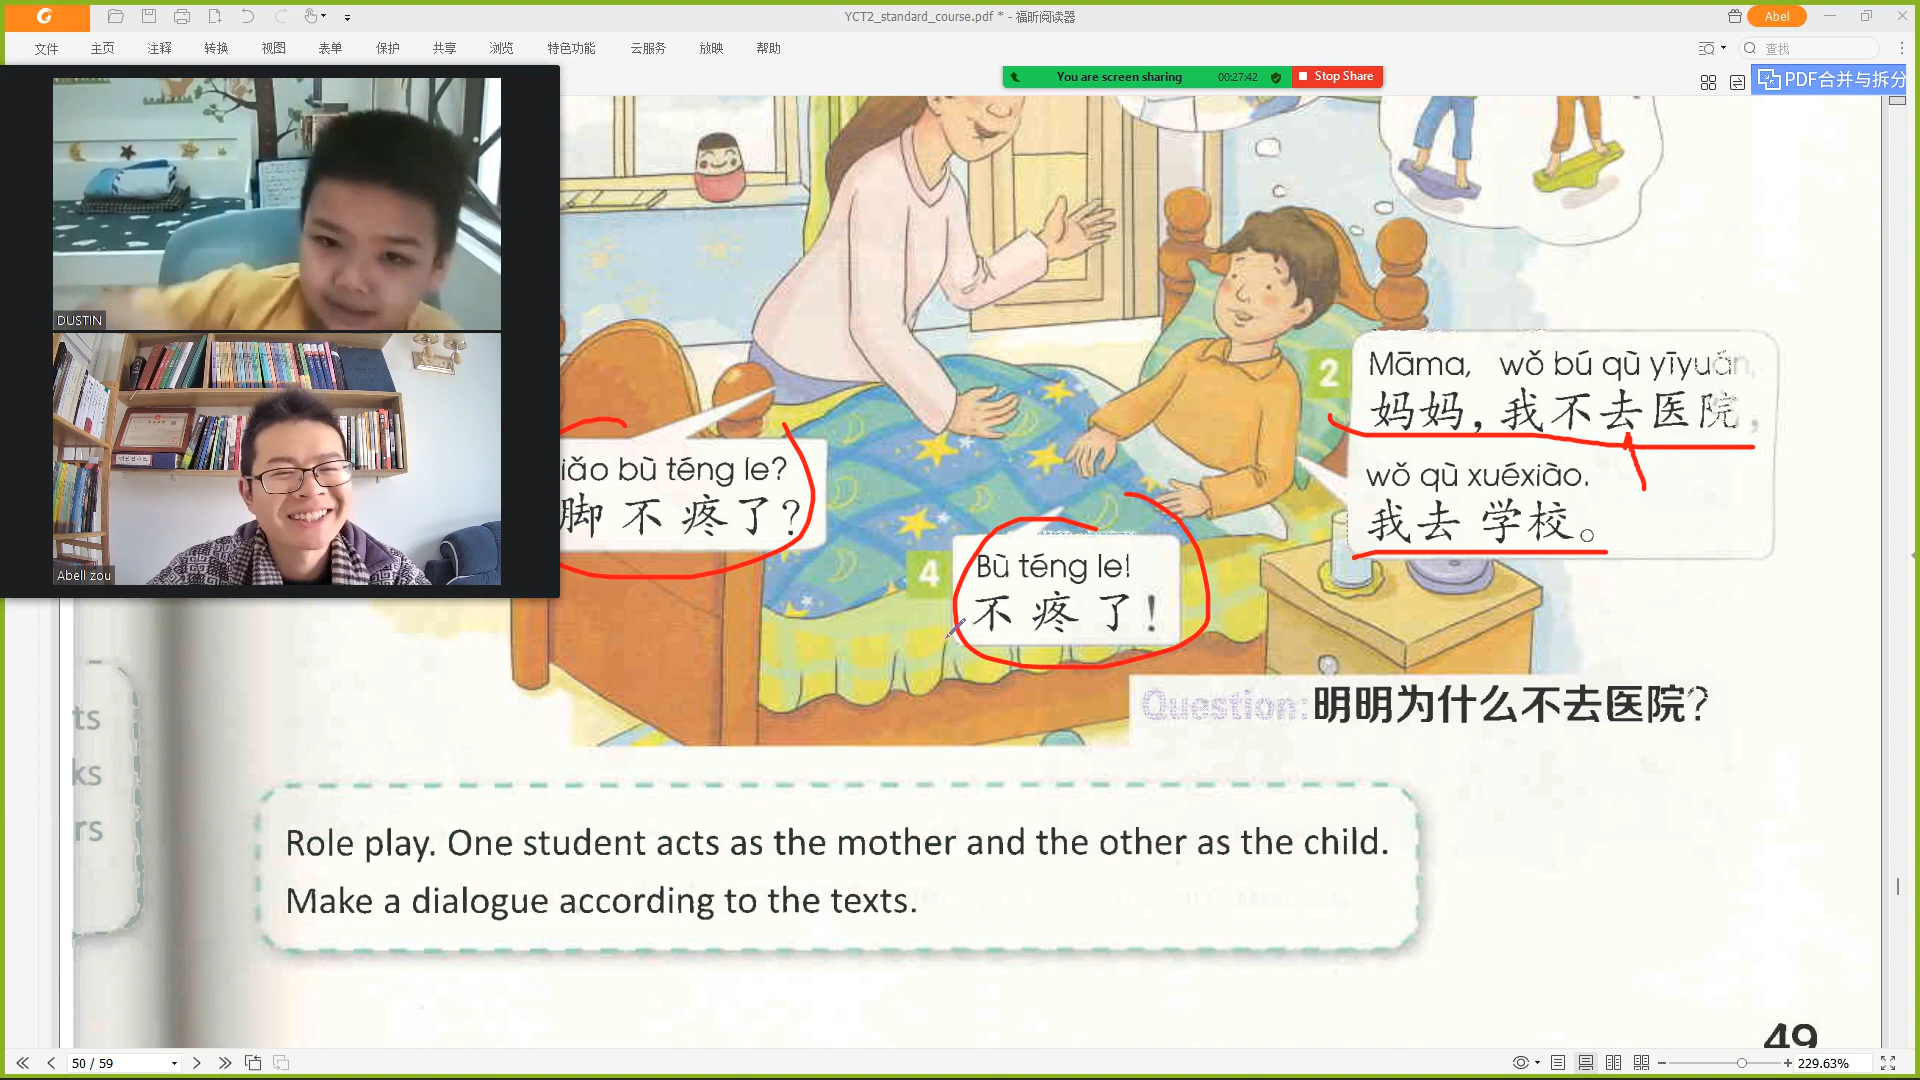 YCT2_standard_course.pdf * - 福昕阅读器
Abel
文件 主页 注释 转换 视图 表单 保护 共享 浏览 特色功能 云服务 放映 帮助
查找
You are screen sharing 00:27:42 Stop Share
PDF合并与拆分
DUSTIN
Abell zou
2
Māma, wǒ bú qù yīyuàn,
妈妈，我不去医院，
wǒ qù xuéxiào.
我去学校。
iǎo bù téng le?
脚不疼了？
4
Bù téng le!
不疼了！
Question: 明明为什么不去医院？
ts
ks
rs
Role play. One student acts as the mother and the other as the child.
Make a dialogue according to the texts.
49
50 / 59
229.63%